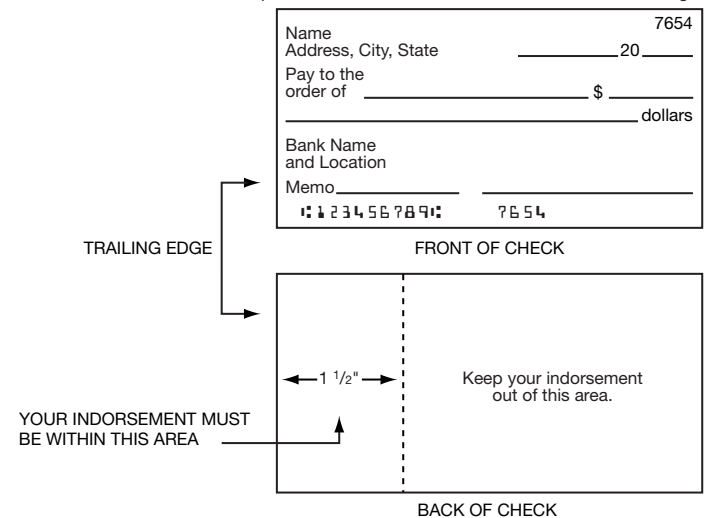 7654
Name
Address, City, State 20
Pay to the
order of $
dollars
Bank Name
and Location
Memo
⑆123456789⑆ 7654
TRAILING EDGE
FRONT OF CHECK
1 1/2"
Keep your indorsement
out of this area.
YOUR INDORSEMENT MUST
BE WITHIN THIS AREA
BACK OF CHECK